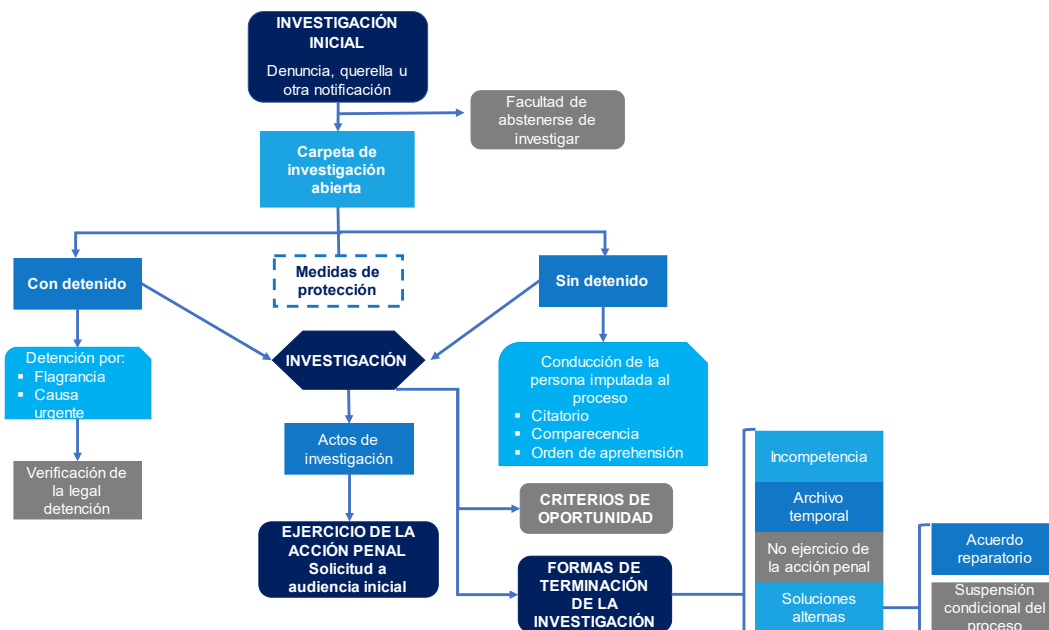 INVESTIGACIÓN
INICIAL
Denuncia, querella u
otra notificación
Facultad de
abstenerse de
investigar
Carpeta de
investigación
abierta
Con detenido
Medidas de
protección
Sin detenido
Detención por:
▪ Flagrancia
▪ Causa
urgente
INVESTIGACIÓN
Conducción de la
persona imputada al
proceso
▪ Citatorio
▪ Comparecencia
▪ Orden de aprehensión
Verificación de
la legal
detención
Actos de
investigación
EJERCICIO DE LA
ACCIÓN PENAL
Solicitud a
audiencia inicial
CRITERIOS DE
OPORTUNIDAD
FORMAS DE
TERMINACIÓN
DE LA
INVESTIGACIÓN
Incompetencia
Archivo
temporal
No ejercicio de
la acción penal
Soluciones
alternas
Acuerdo
reparatorio
Suspensión
condicional del
proceso